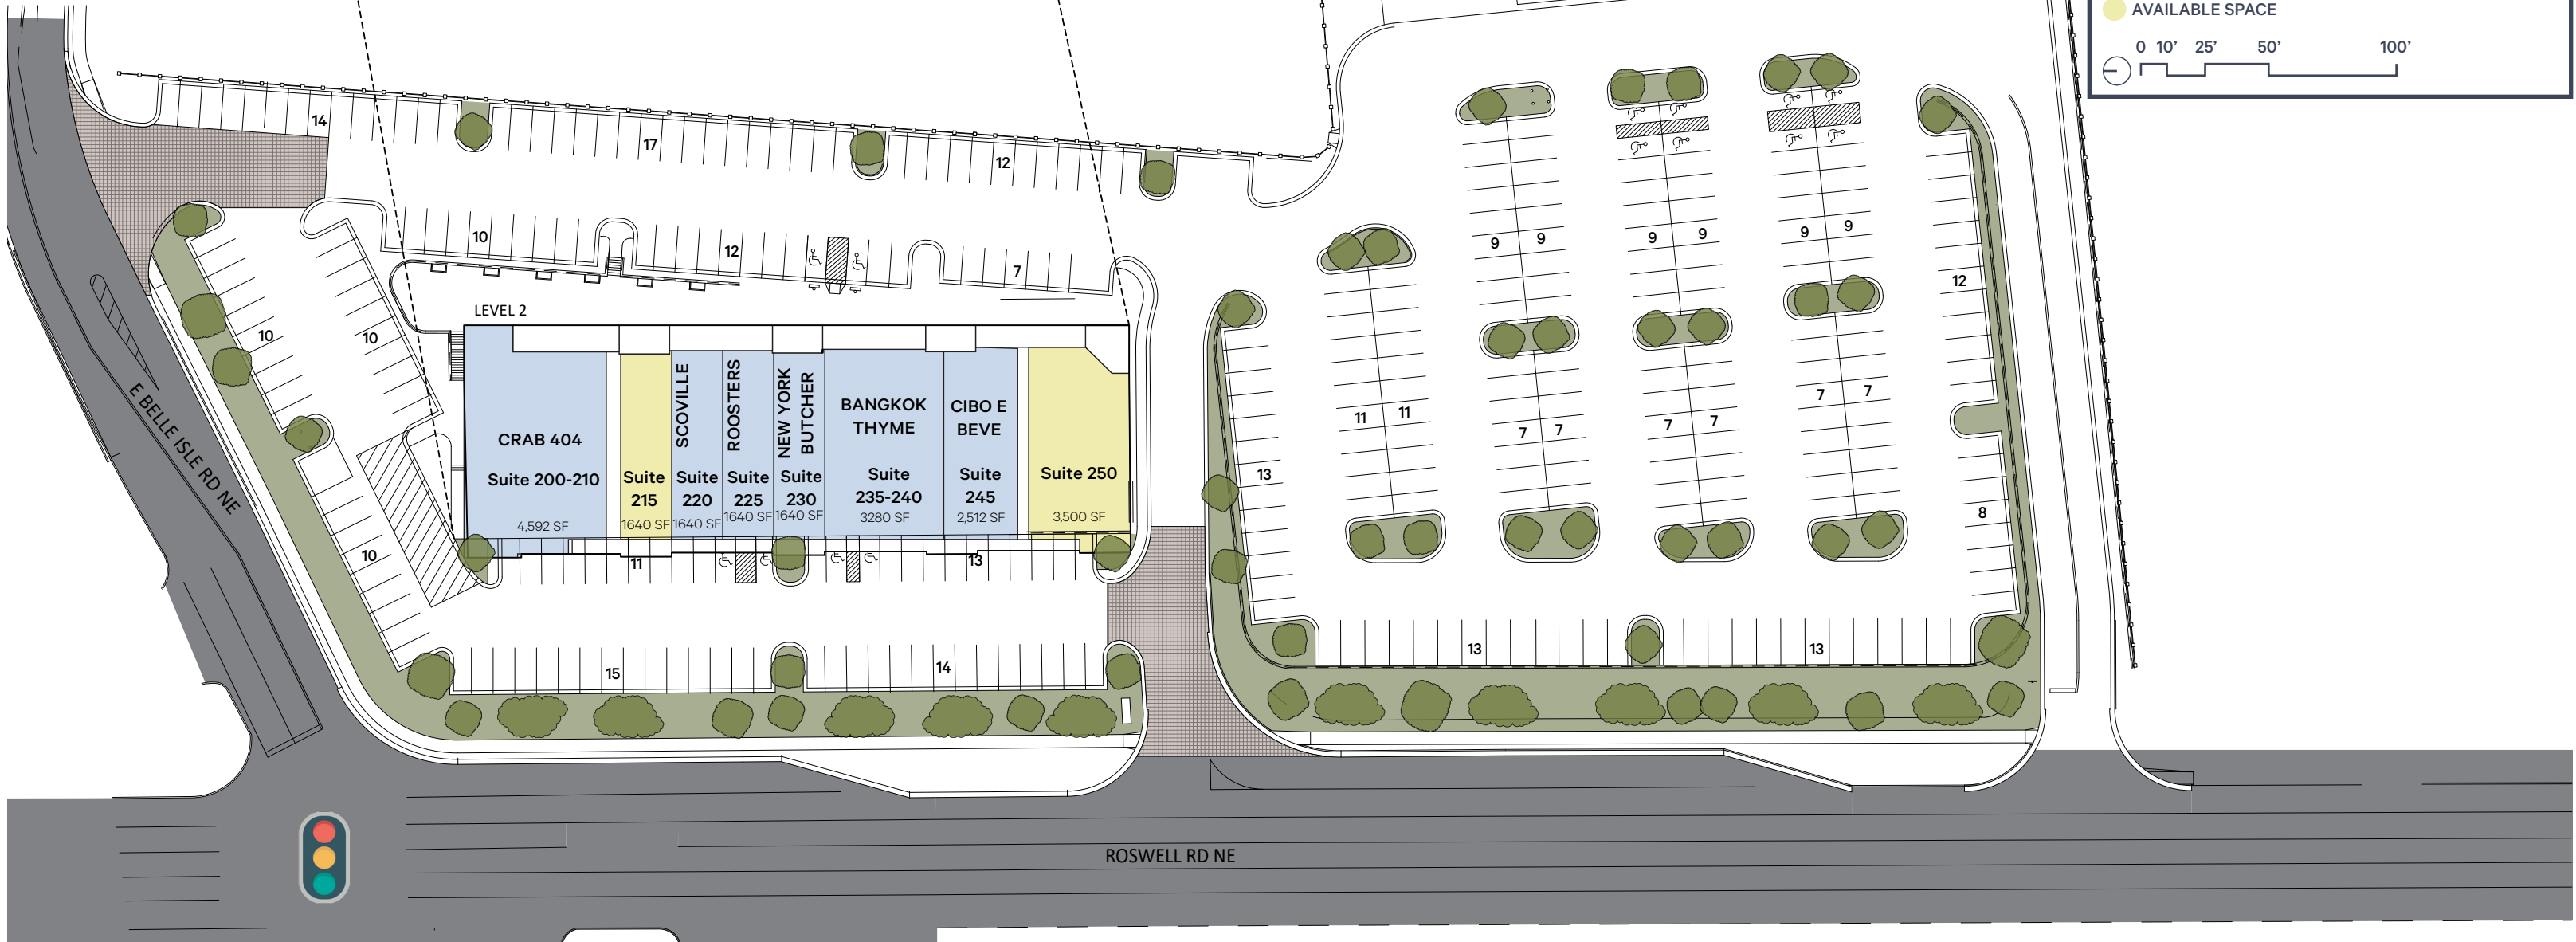 AVAILABLE SPACE
0 10' 25' 50' 100'
14
17
12
10
12
7
9 9
9 9
9 9
12
10
10
LEVEL 2
E BELLE ISLE RD NE
CRAB 404
Suite 200-210
4,592 SF
Suite
215
1640 SF
SCOVILLE
Suite
220
1640 SF
ROOSTERS
Suite
225
1640 SF
NEW YORK
BUTCHER
Suite
230
1640 SF
BANGKOK
THYME
Suite
235-240
3280 SF
CIBO E
BEVE
Suite
245
2,512 SF
Suite 250
3,500 SF
11 11
7 7
7 7
7 7
13
8
10
11
13
15
14
13
13
ROSWELL RD NE